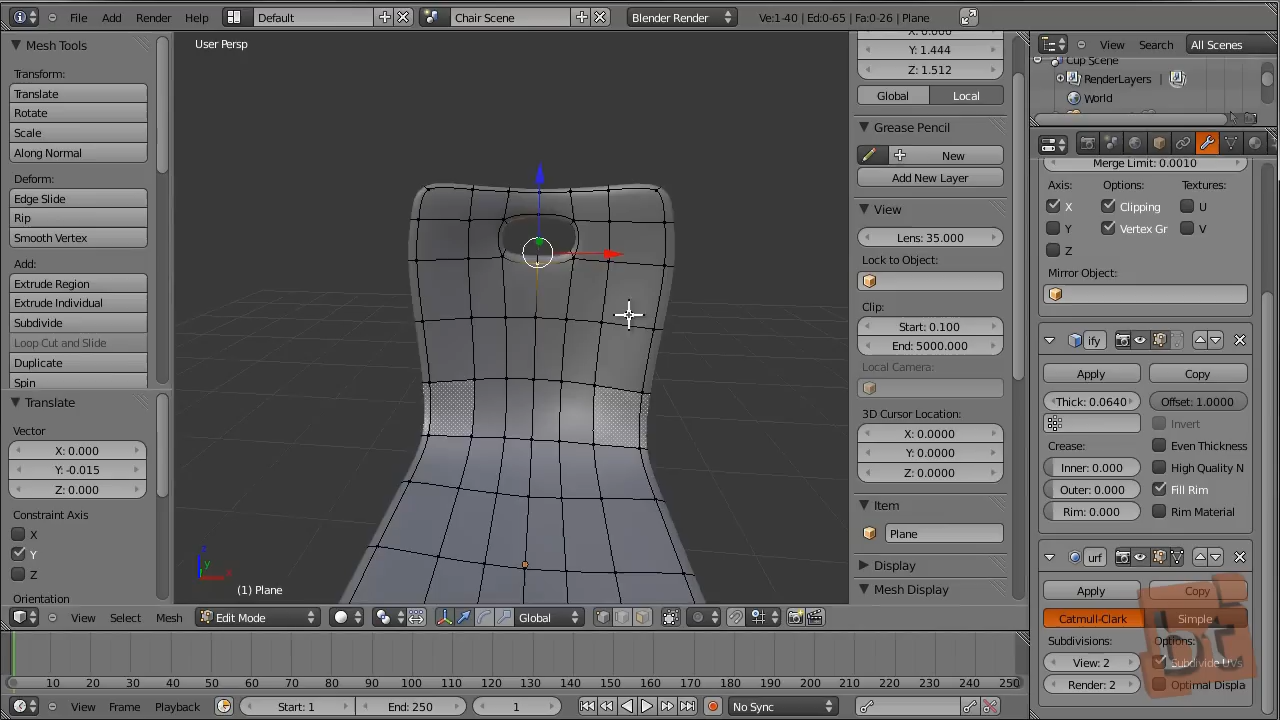 File Add Render Help Default Chair Scene Blender Render Ve:1-40 | Ed:0-65 | Fa:0-26 | Plane
Mesh Tools
Transform:
Translate
Rotate
Scale
Along Normal
Deform:
Edge Slide
Rip
Smooth Vertex
Add:
Extrude Region
Extrude Individual
Subdivide
Loop Cut and Slide
Duplicate
Spin
Translate
Vector
X: 0.000
Y: -0.015
Z: 0.000
Constraint Axis
X
Y
Z
Orientation
User Persp
z
y
x
(1) Plane
X: 0.000
Y: 1.444
Z: 1.512
Global Local
Grease Pencil
New
Add New Layer
View
Lens: 35.000
Lock to Object:
Clip:
Start: 0.100
End: 5000.000
Local Camera:
3D Cursor Location:
X: 0.0000
Y: 0.0000
Z: 0.0000
Item
Plane
Display
Mesh Display
View Search All Scenes
Cup Scene
RenderLayers |
World
Merge Limit: 0.0010
Axis: Options: Textures:
X Clipping U
Y Vertex Gr V
Z
Mirror Object:
ify
Apply Copy
Thick: 0.0640 Offset: 1.0000
Invert
Crease: Even Thickness
Inner: 0.000 High Quality N
Outer: 0.000 Fill Rim
Rim: 0.000 Rim Material
urf
Apply Copy
Catmull-Clark Simple
Subdivisions: Options:
View: 2 Subdivide UVs
Render: 2 Optimal Displa
View Select Mesh Edit Mode Global
10 20 30 40 50 60 70 80 90 100 110 120 130 140 150 160 170 180 190 200 210 220 230 240 250
View Frame Playback Start: 1 End: 250 1 No Sync